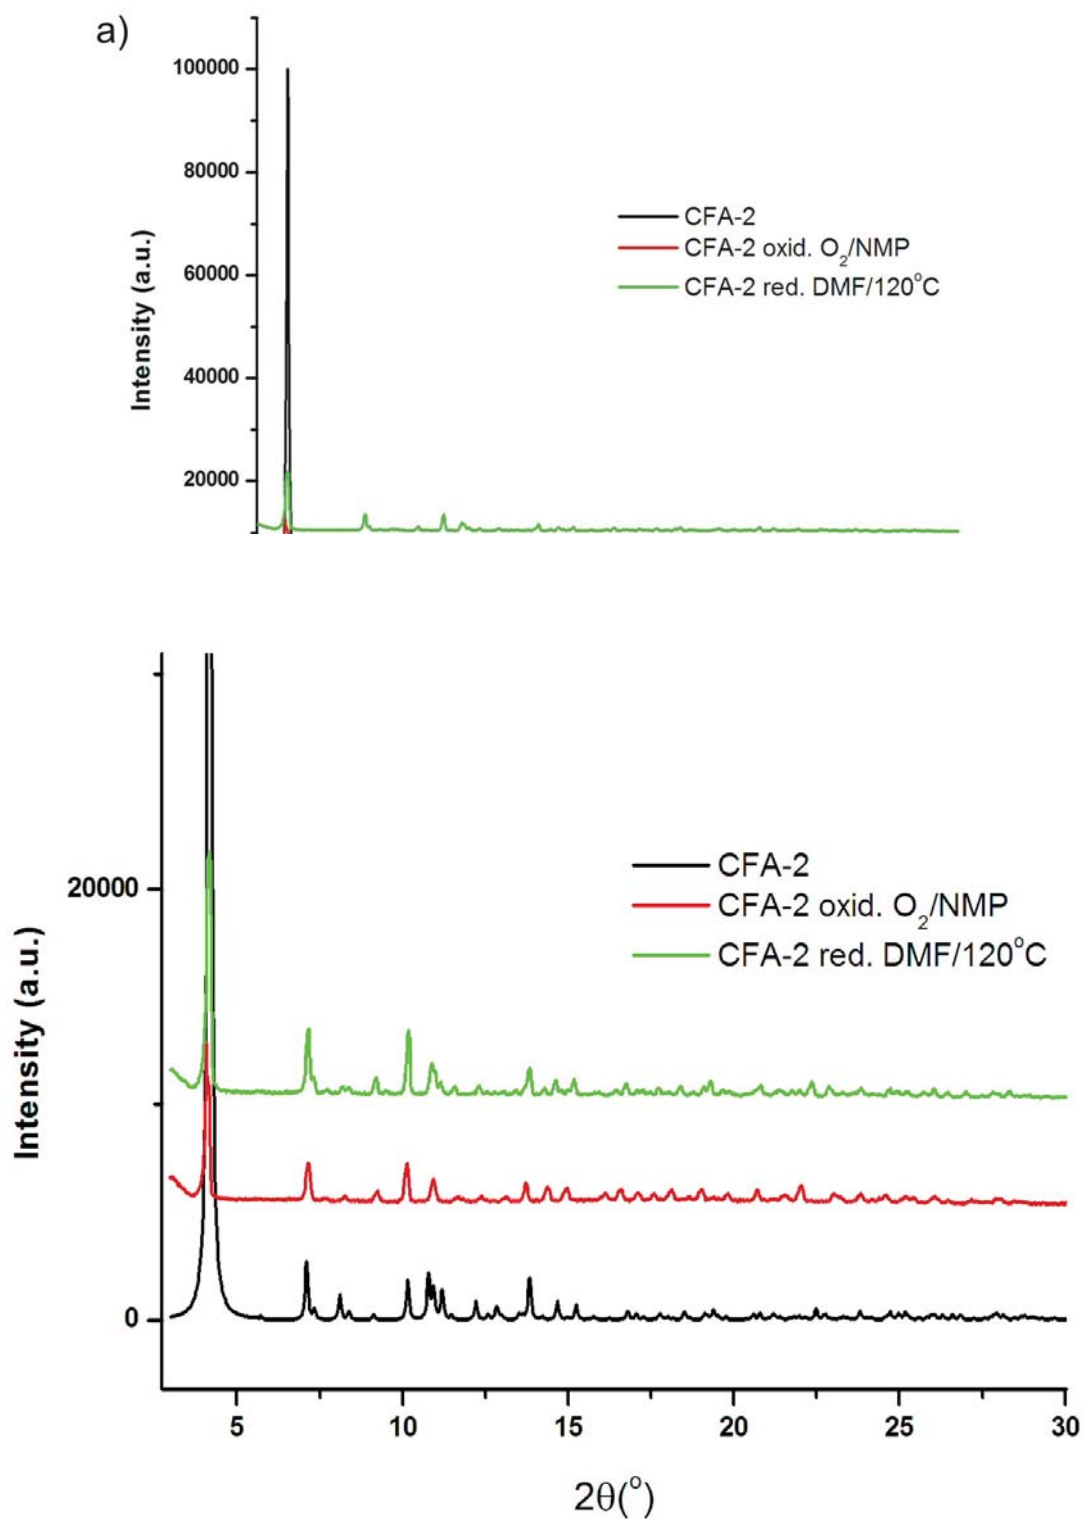 a)
100000
80000
60000
40000
20000
Intensity (a.u.)
CFA-2
CFA-2 oxid. O₂/NMP
CFA-2 red. DMF/120°C
20000
0
Intensity (a.u.)
CFA-2
CFA-2 oxid. O₂/NMP
CFA-2 red. DMF/120°C
5 10 15 20 25 30
2θ(°)